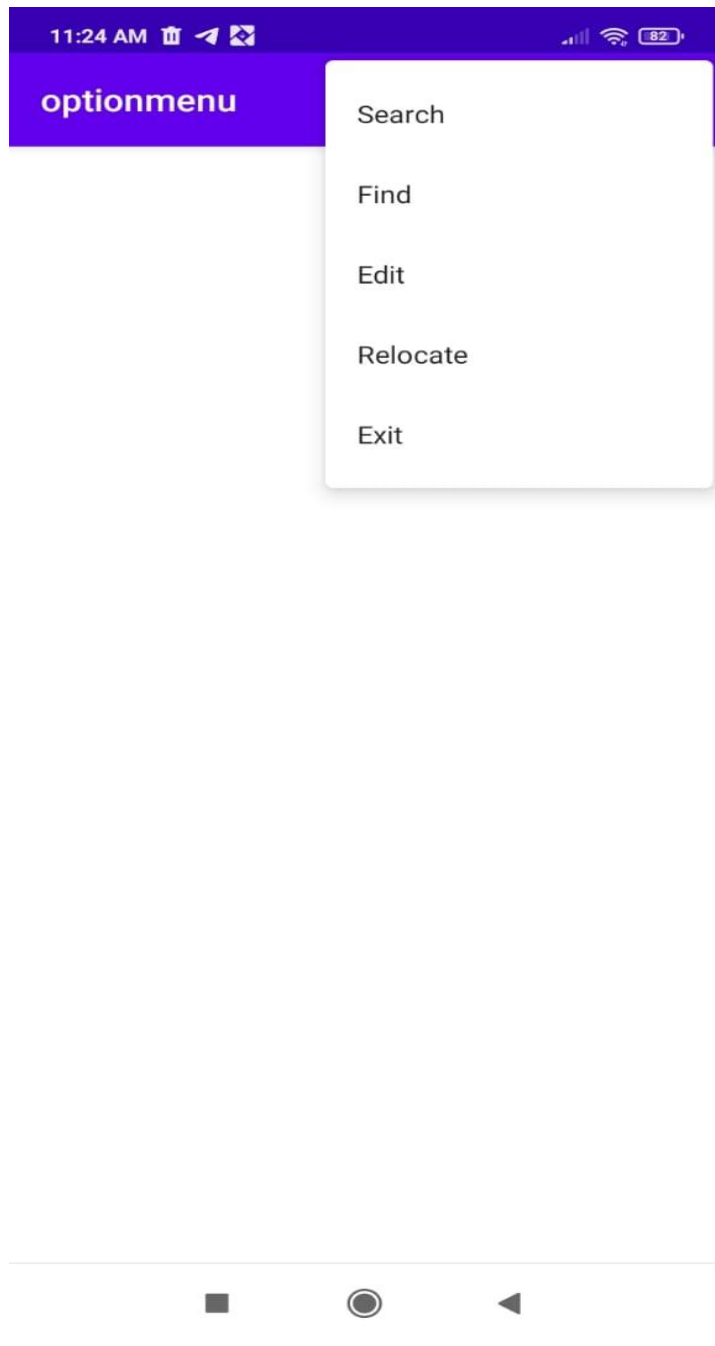 11:24 AM 82
optionmenu
Search
Find
Edit
Relocate
Exit